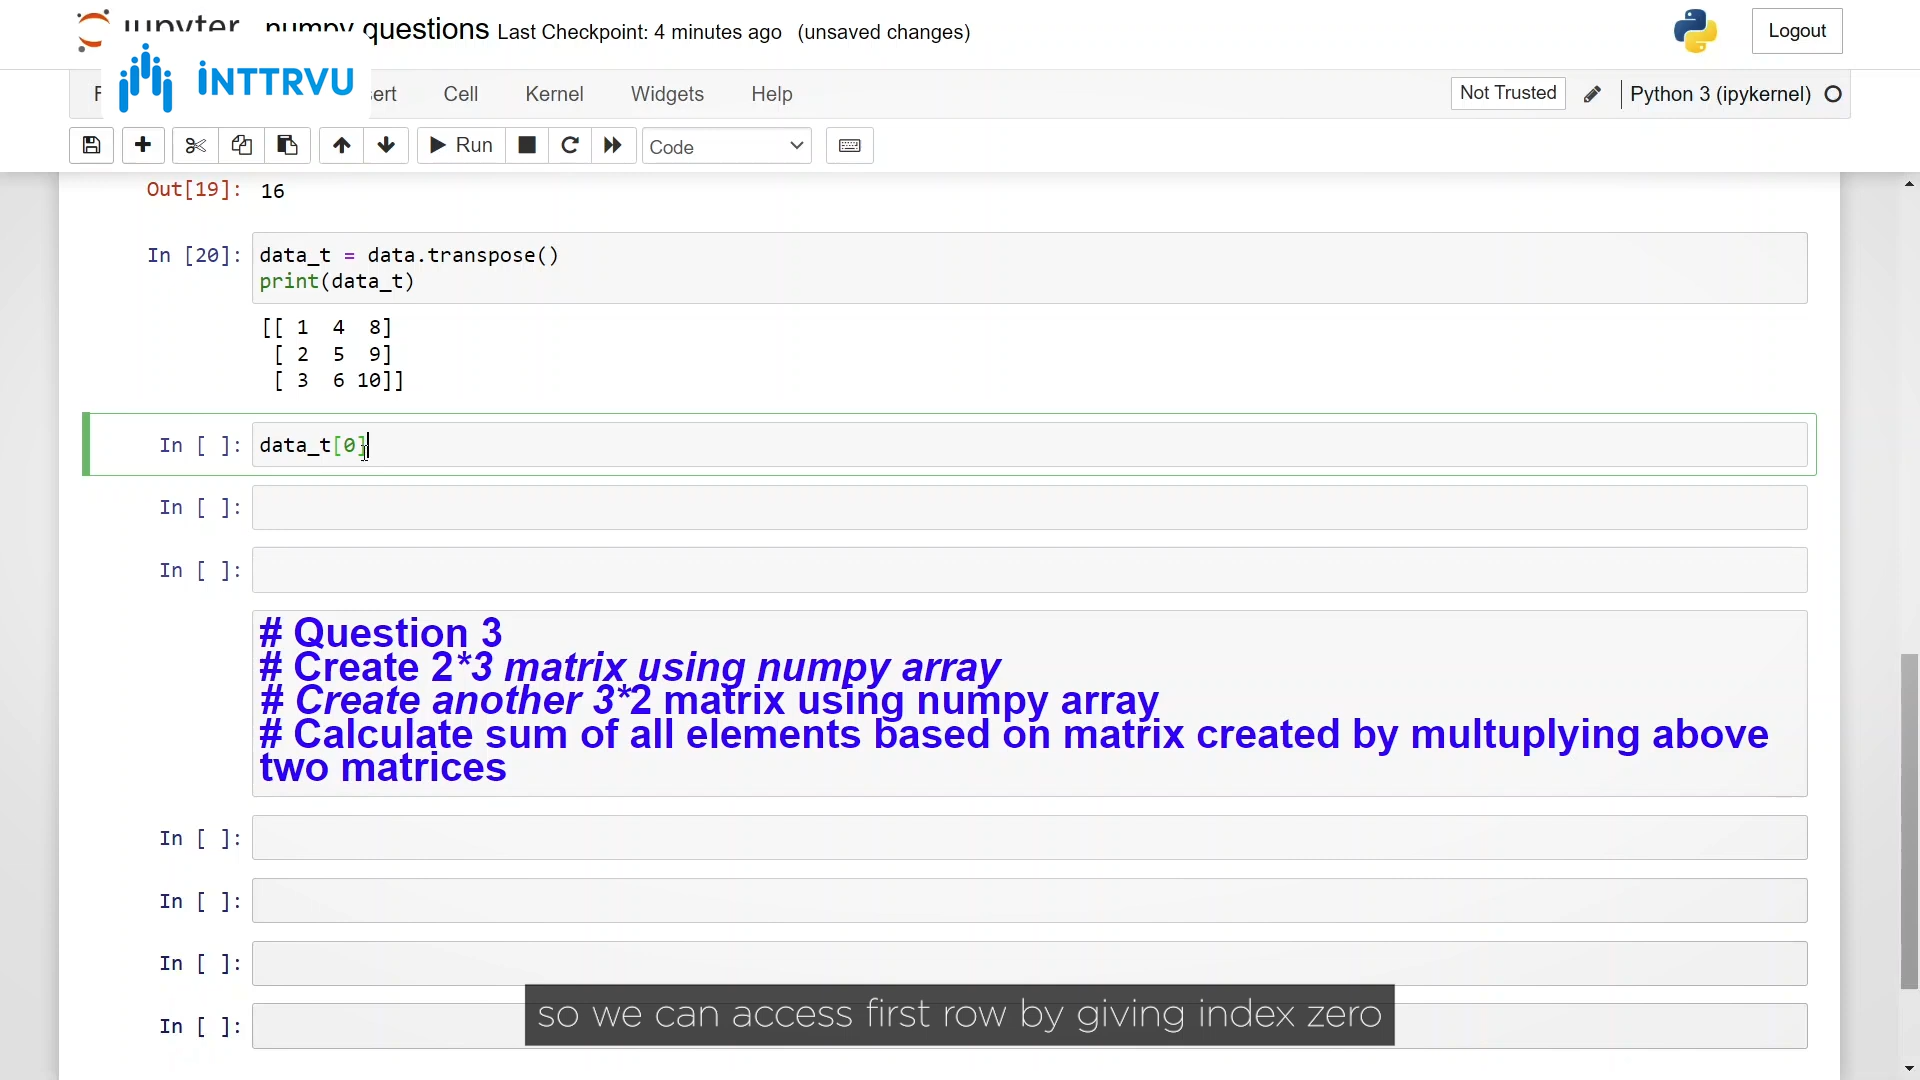 jupyter numpy questions Last Checkpoint: 4 minutes ago (unsaved changes) Logout
iNTTRVU
Cell Kernel Widgets Help Not Trusted Python 3 (ipykernel)
Run Code
Out[19]: 16
In [20]: data_t = data.transpose()
print(data_t)
[[ 1 4 8]
[ 2 5 9]
[ 3 6 10]]
In [ ]: data_t[0]
In [ ]:
In [ ]:
# Question 3
# Create 2*3 matrix using numpy array
# Create another 3*2 matrix using numpy array
# Calculate sum of all elements based on matrix created by multuplying above
two matrices
In [ ]:
In [ ]:
In [ ]:
In [ ]:
so we can access first row by giving index zero